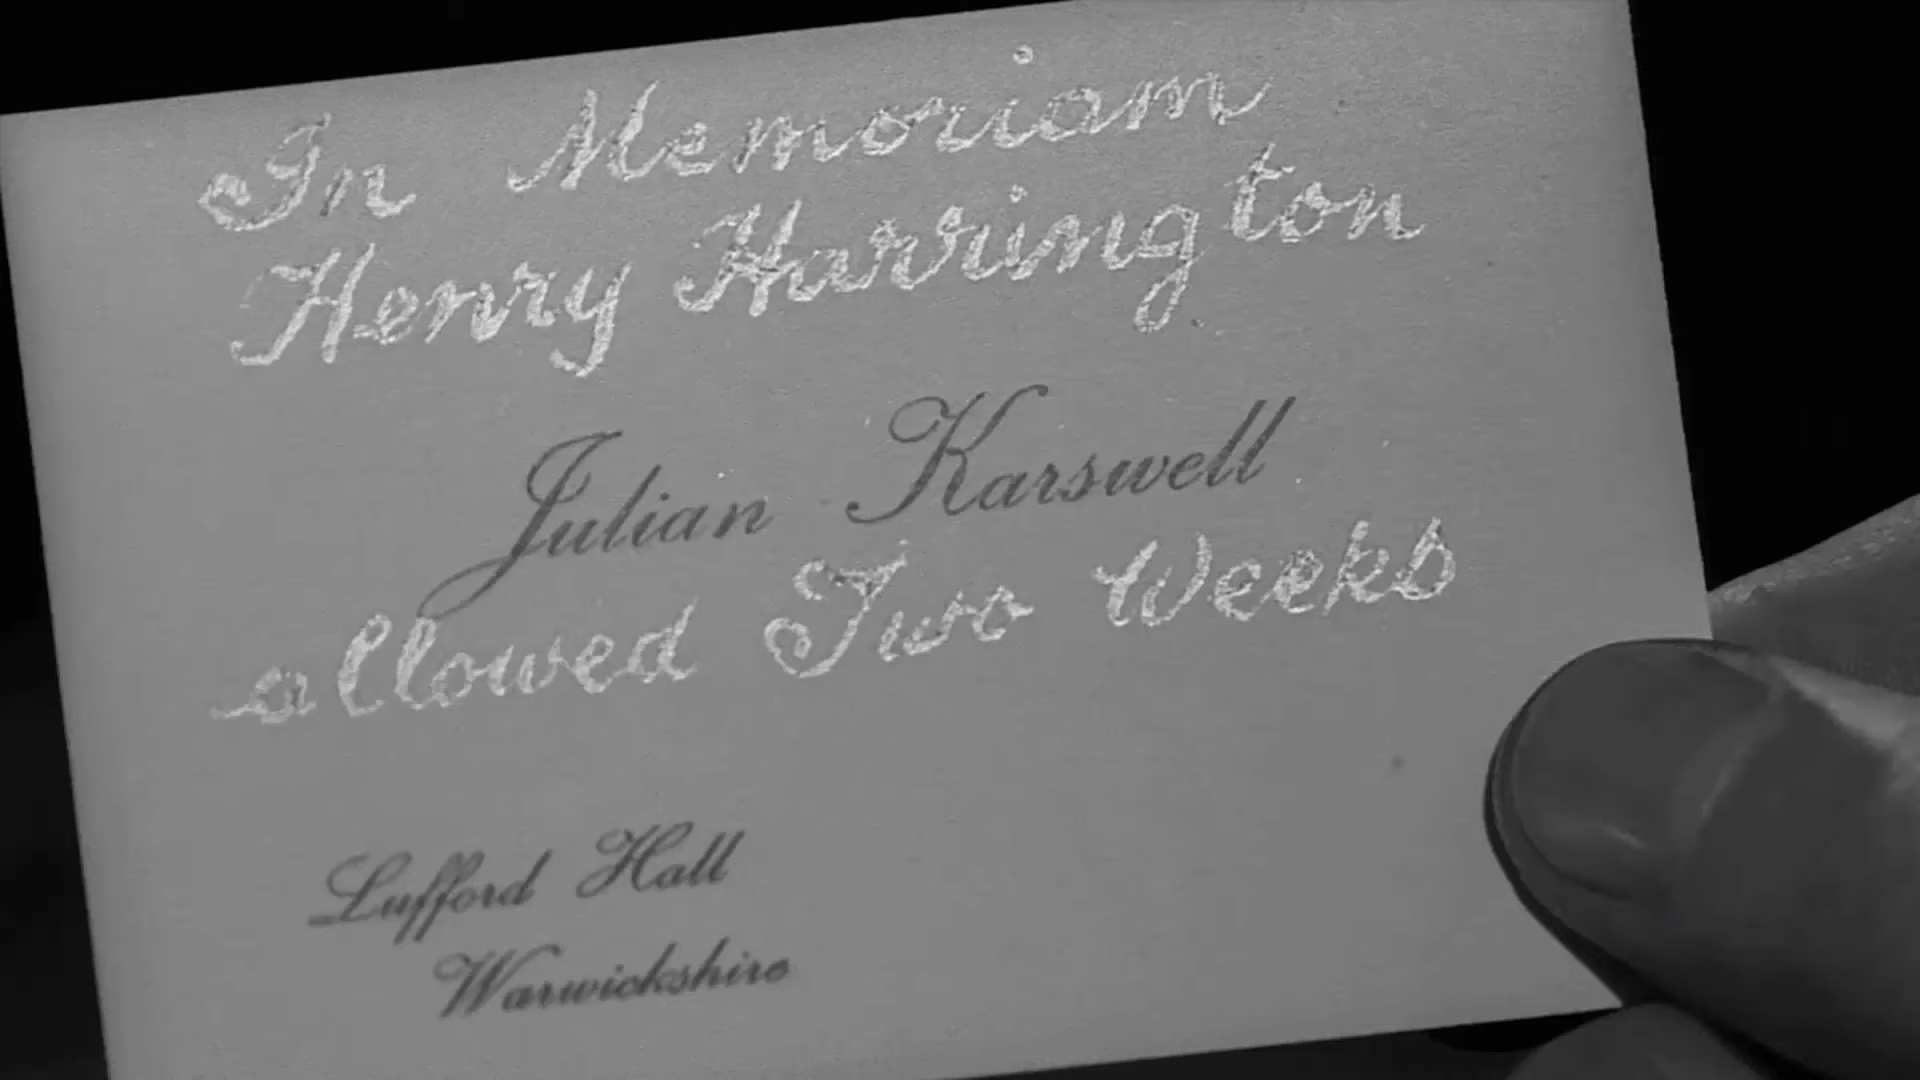 In Memoriam
Henry Harrington
Julian Karswell
allowed Two Weeks
Lufford Hall
Warwickshire